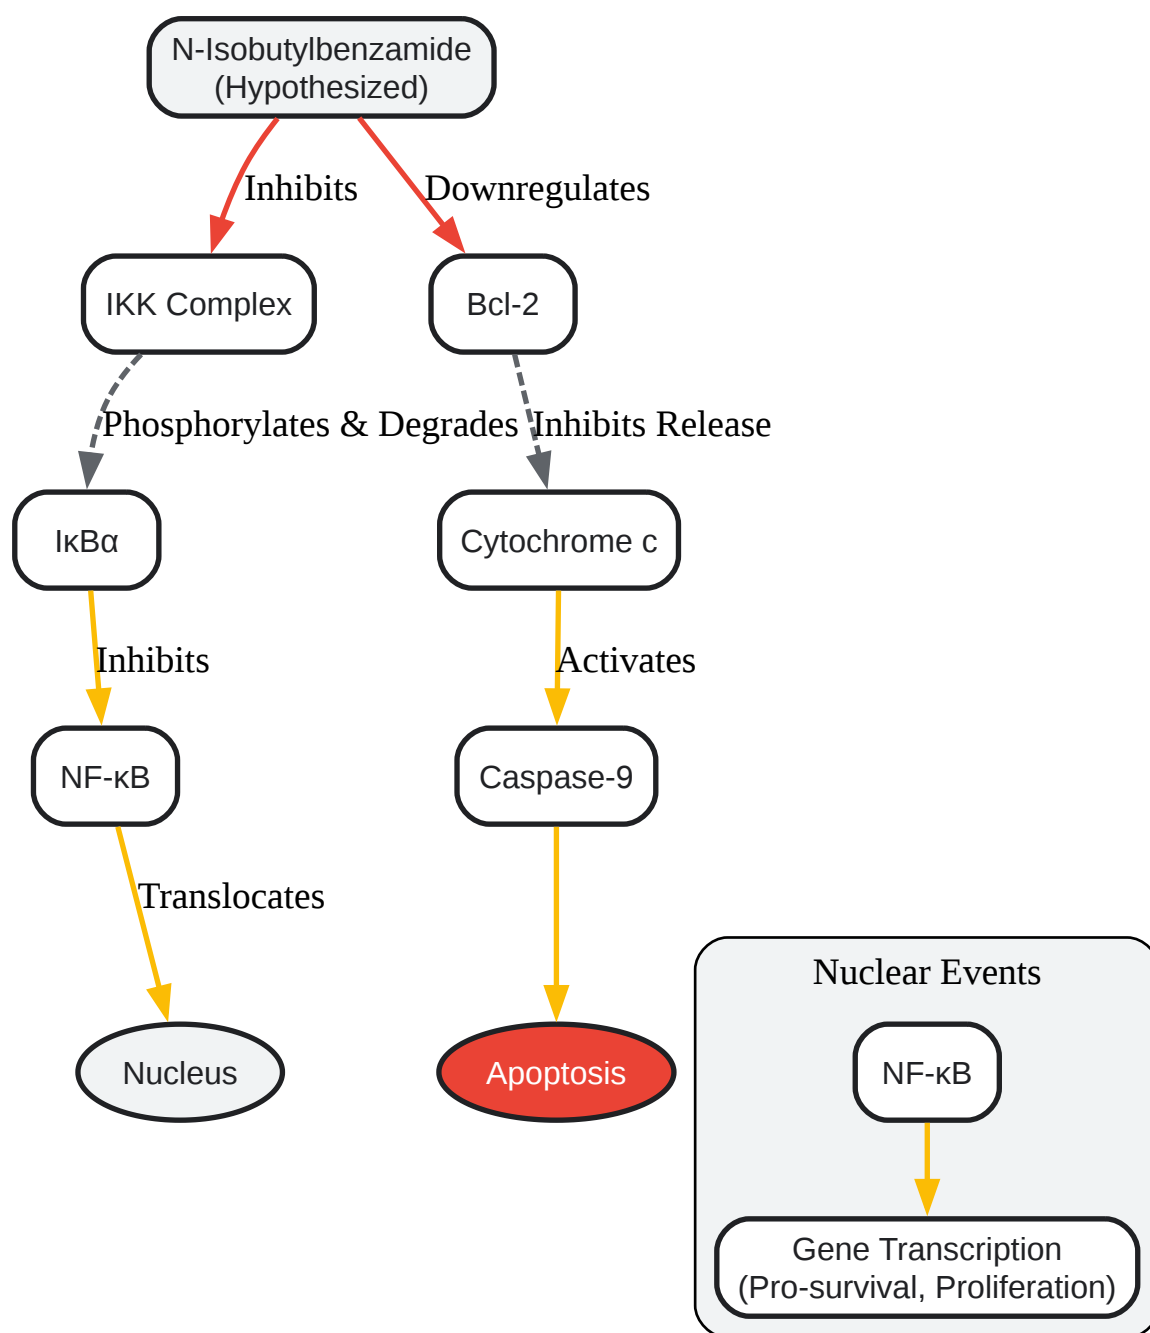 N-Isobutylbenzamide
(Hypothesized)
Inhibits
Downregulates
IKK Complex
Bcl-2
Phosphorylates & Degrades
Inhibits Release
IκBα
Cytochrome c
Inhibits
Activates
NF-κB
Caspase-9
Translocates
Nuclear Events
Nucleus
Apoptosis
NF-κB
Gene Transcription
(Pro-survival, Proliferation)